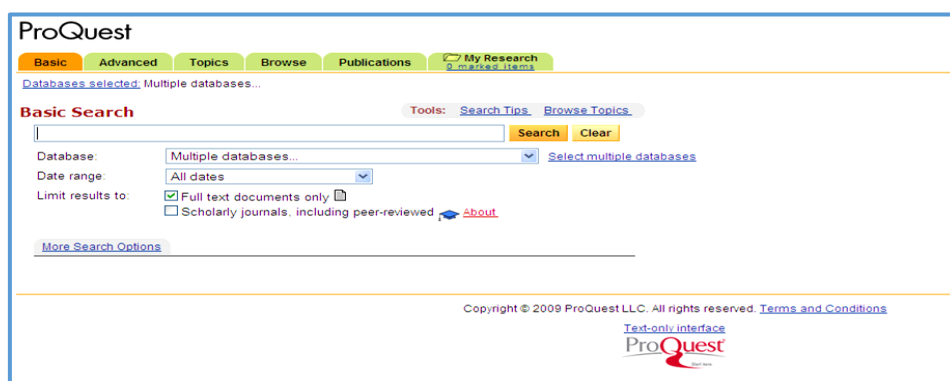 ProQuest
Basic Advanced Topics Browse Publications My Research
0 marked items
Databases selected: Multiple databases...
Basic Search Tools: Search Tips Browse Topics
Search Clear
Database: Multiple databases... Select multiple databases
Date range: All dates
Limit results to: Full text documents only
Scholarly journals, including peer-reviewed About
More Search Options
Copyright © 2009 ProQuest LLC. All rights reserved. Terms and Conditions
Text-only interface
ProQuest
Start here